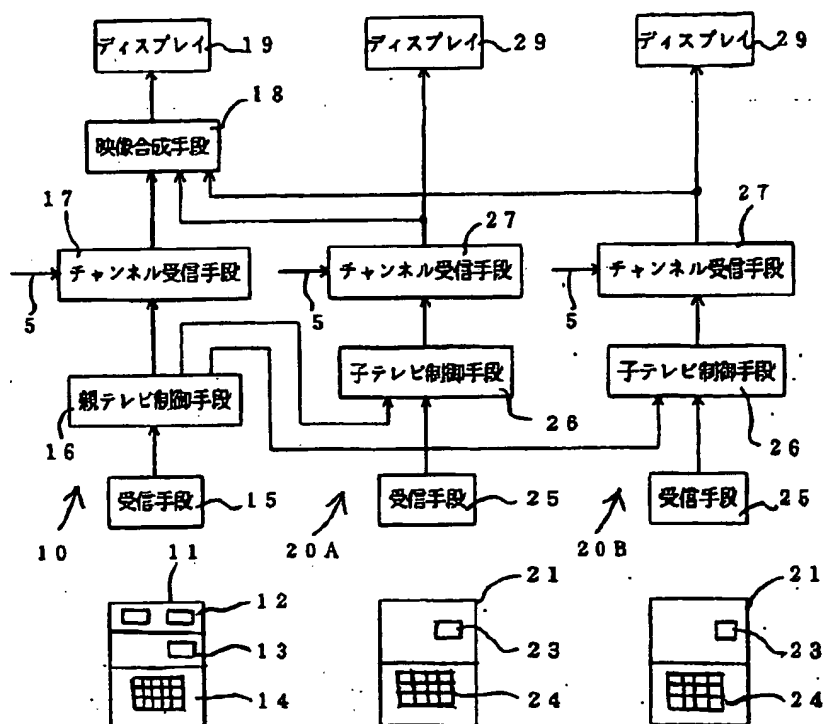 ディスプレイ 19
ディスプレイ 29
ディスプレイ 29
18
映像合成手段
17
27
27
チャンネル受信手段
チャンネル受信手段
チャンネル受信手段
5
5
5
親テレビ制御手段
子テレビ制御手段
子テレビ制御手段
16
26
26
受信手段 15
受信手段 25
受信手段 25
10
20A
20B
11
21
21
12
13
23
23
14
24
24